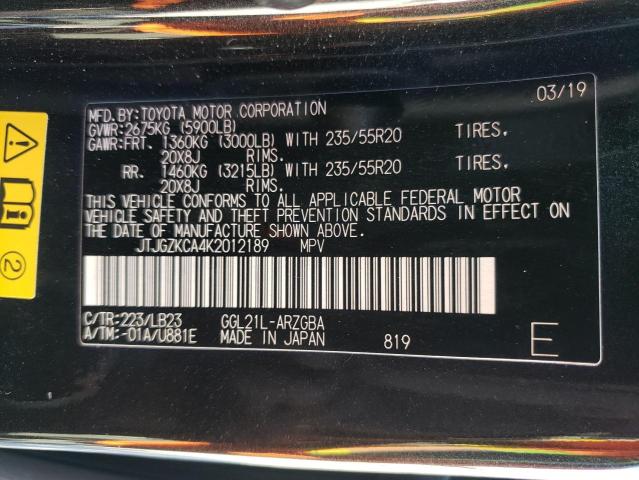 03/19
MFD.BY:TOYOTA MOTOR CORPORATION
GVWR:2675KG (5900LB)
GAWR:FRT. 1360KG (3000LB) WITH 235/55R20 TIRES.
20X8J RIMS.
RR. 1460KG (3215LB) WITH 235/55R20 TIRES.
20X8J RIMS.
THIS VEHICLE CONFORMS TO ALL APPLICABLE FEDERAL MOTOR
VEHICLE SAFETY AND THEFT PREVENTION STANDARDS IN EFFECT ON
THE DATE OF MANUFACTURE SHOWN ABOVE.
JTJGZKCA4K2012189 MPV
C/TR:223/LB23 GGL21L-ARZGBA
A/TM:-01A/U881E MADE IN JAPAN 819 E
2